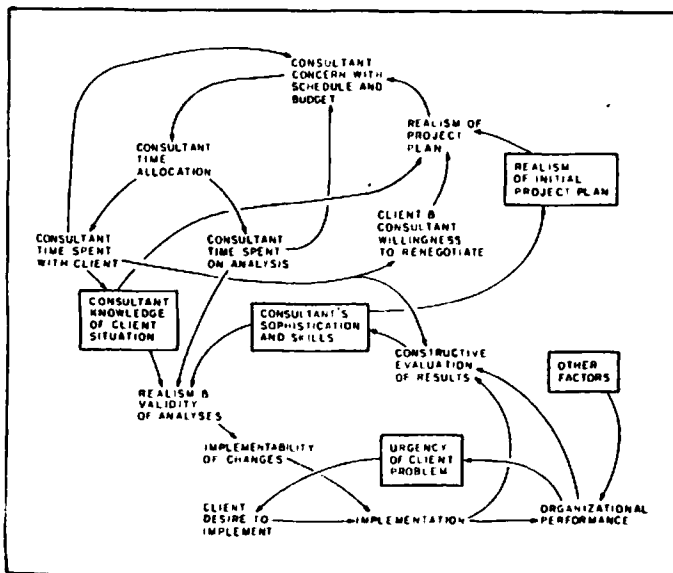 CONSULTANT
CONCERN WITH
SCHEDULE AND
BUDGET
REALISM OF
PROJECT
PLAN
CONSULTANT
TIME
ALLOCATION
REALISM
OF INITIAL
PROJECT PLAN
CLIENT &
CONSULTANT
WILLINGNESS
TO RENEGOTIATE
CONSULTANT
TIME SPENT
WITH CLIENT
CONSULTANT
TIME SPENT
ON ANALYSIS
CONSULTANT
KNOWLEDGE
OF CLIENT
SITUATION
CONSULTANT'S
SOPHISTICATION
AND SKILLS
CONSTRUCTIVE
EVALUATION
OF RESULTS
OTHER
FACTORS
REALISM &
VALIDITY
OF ANALYSES
IMPLEMENTABILITY
OF CHANGES
URGENCY
OF CLIENT
PROBLEM
CLIENT
DESIRE TO
IMPLEMENT
IMPLEMENTATION
ORGANIZATIONAL
PERFORMANCE